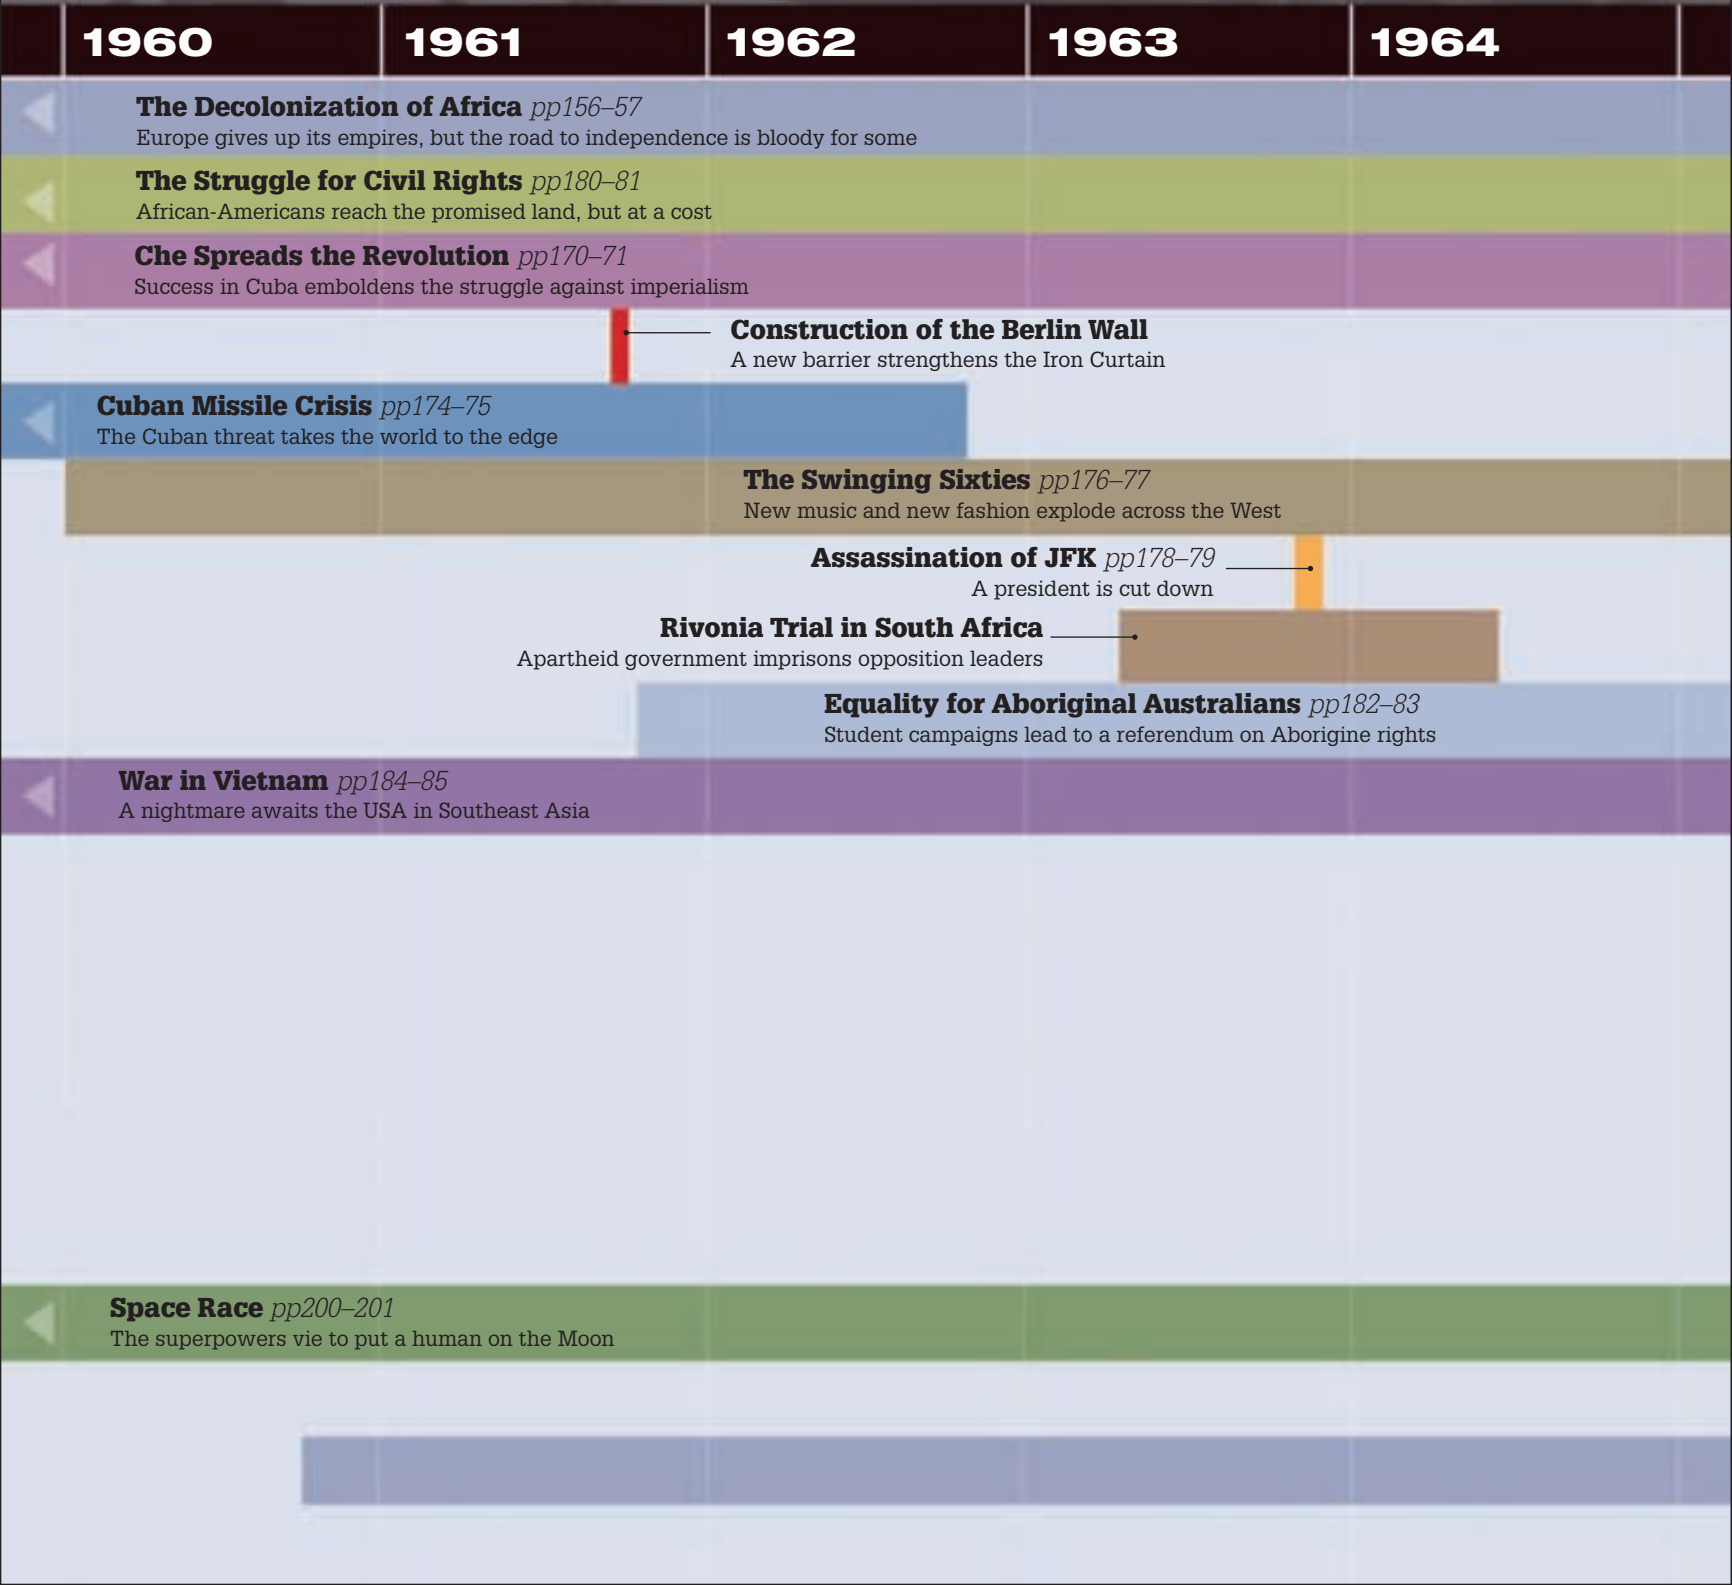 1960 1961 1962 1963 1964
The Decolonization of Africa pp156–57
Europe gives up its empires, but the road to independence is bloody for some
The Struggle for Civil Rights pp180–81
African-Americans reach the promised land, but at a cost
Che Spreads the Revolution pp170–71
Success in Cuba emboldens the struggle against imperialism
Construction of the Berlin Wall
A new barrier strengthens the Iron Curtain
Cuban Missile Crisis pp174–75
The Cuban threat takes the world to the edge
The Swinging Sixties pp176–77
New music and new fashion explode across the West
Assassination of JFK pp178–79
A president is cut down
Rivonia Trial in South Africa
Apartheid government imprisons opposition leaders
Equality for Aboriginal Australians pp182–83
Student campaigns lead to a referendum on Aborigine rights
War in Vietnam pp184–85
A nightmare awaits the USA in Southeast Asia
Space Race pp200–201
The superpowers vie to put a human on the Moon